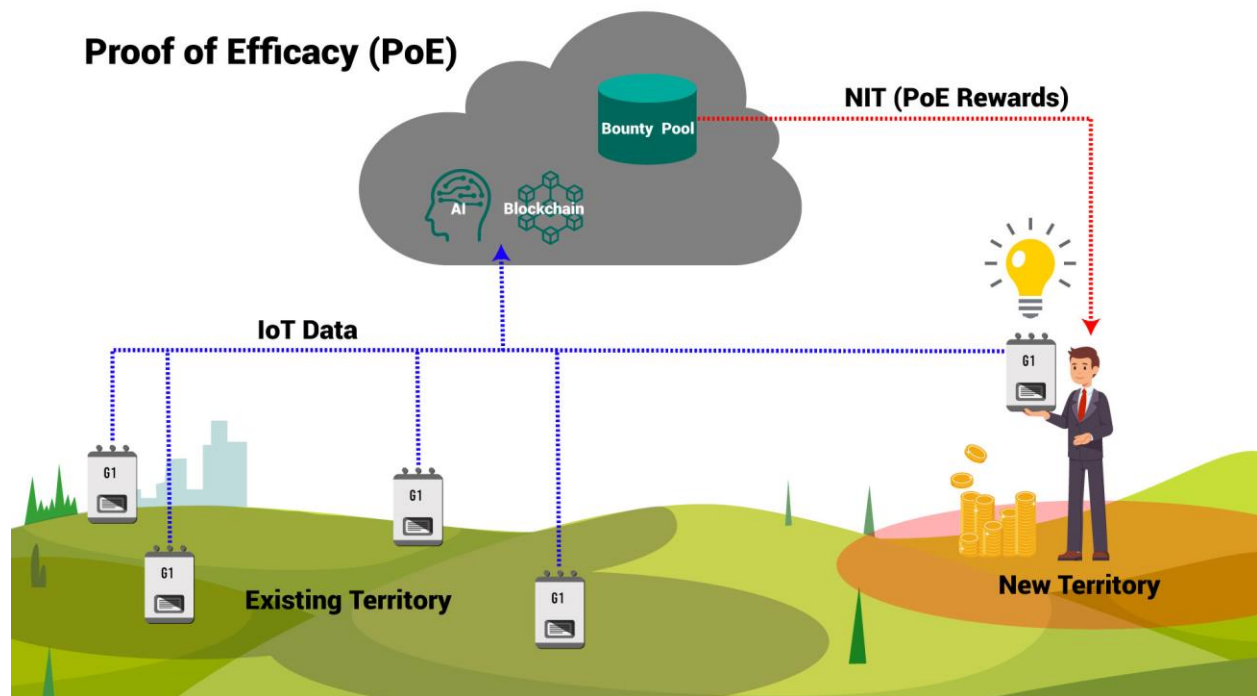 Proof of Efficacy (PoE)
NIT (PoE Rewards)
Bounty Pool
AI
Blockchain
IoT Data
G1
G1
G1
G1
G1
Existing Territory
New Territory